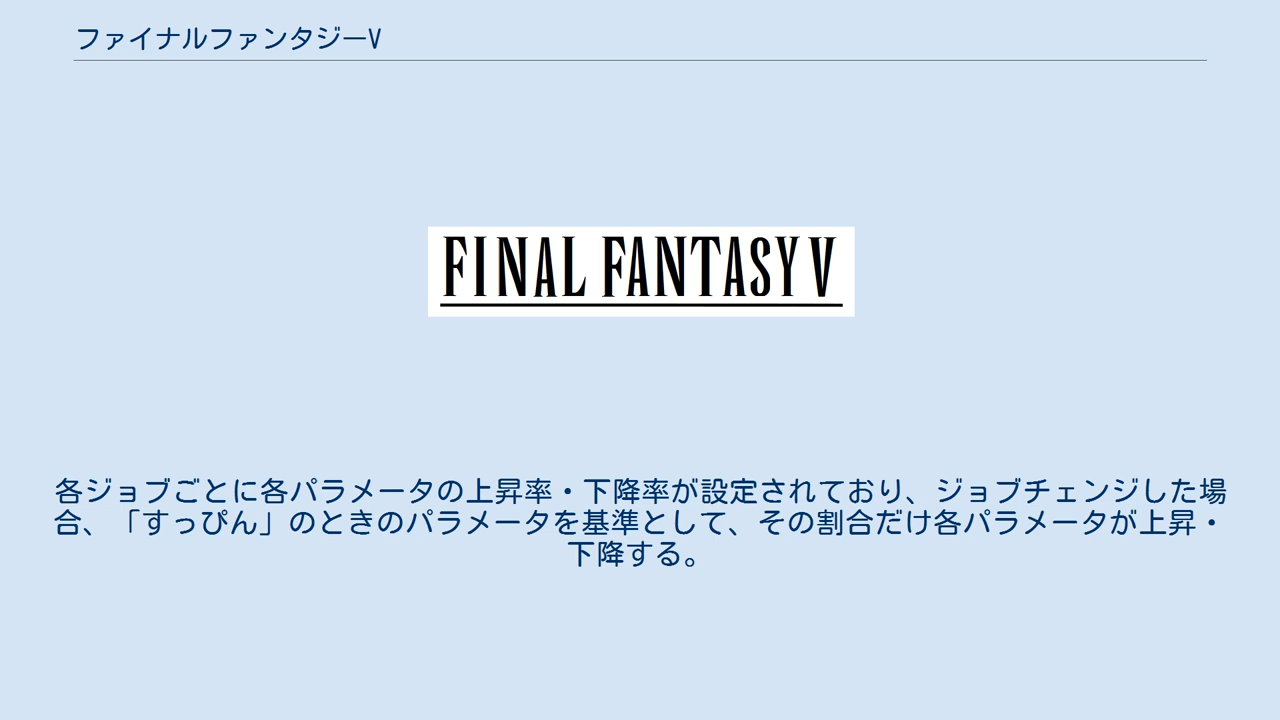 ファイナルファンタジーV
FINAL FANTASY V
各ジョブごとに各パラメータの上昇率・下降率が設定されており、ジョブチェンジした場
合、「すっぴん」のときのパラメータを基準として、その割合だけ各パラメータが上昇・
下降する。